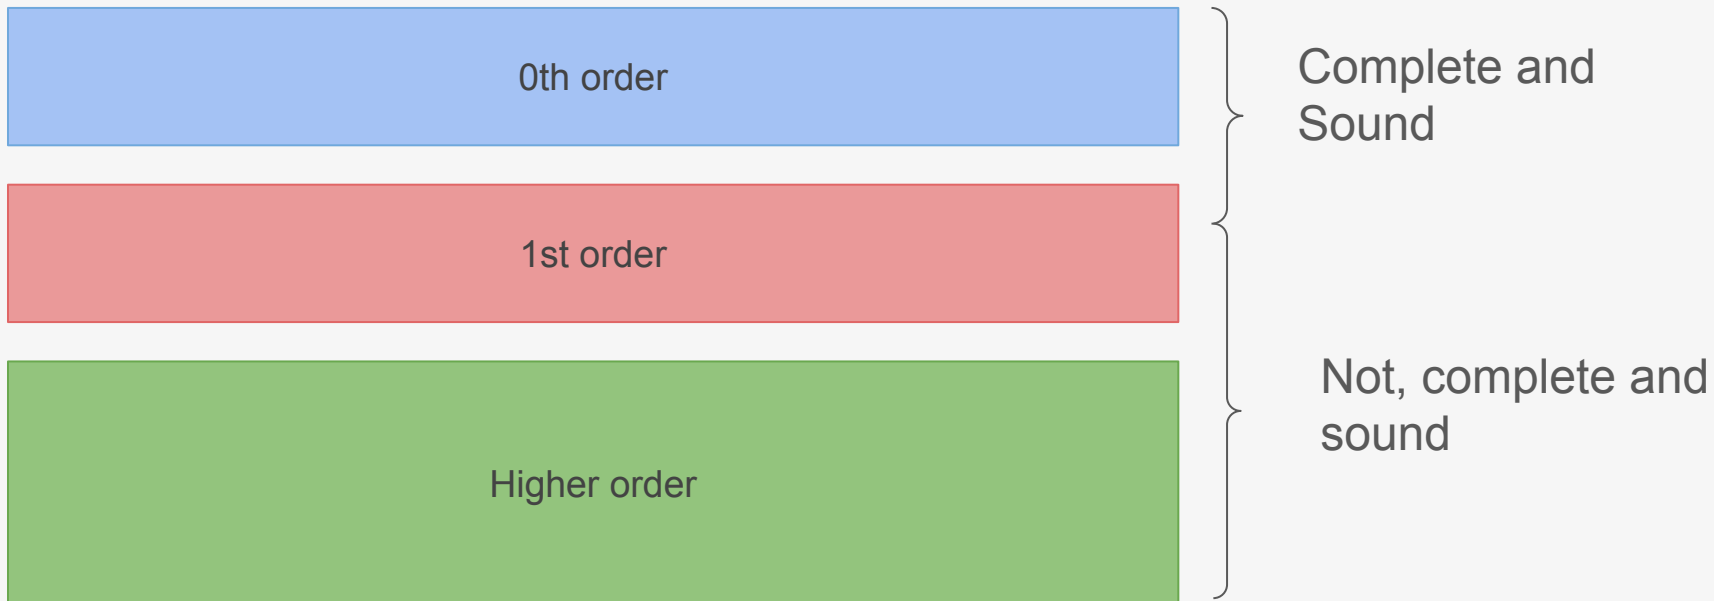 0th order
Complete and
Sound
1st order
Not, complete and
sound
Higher order